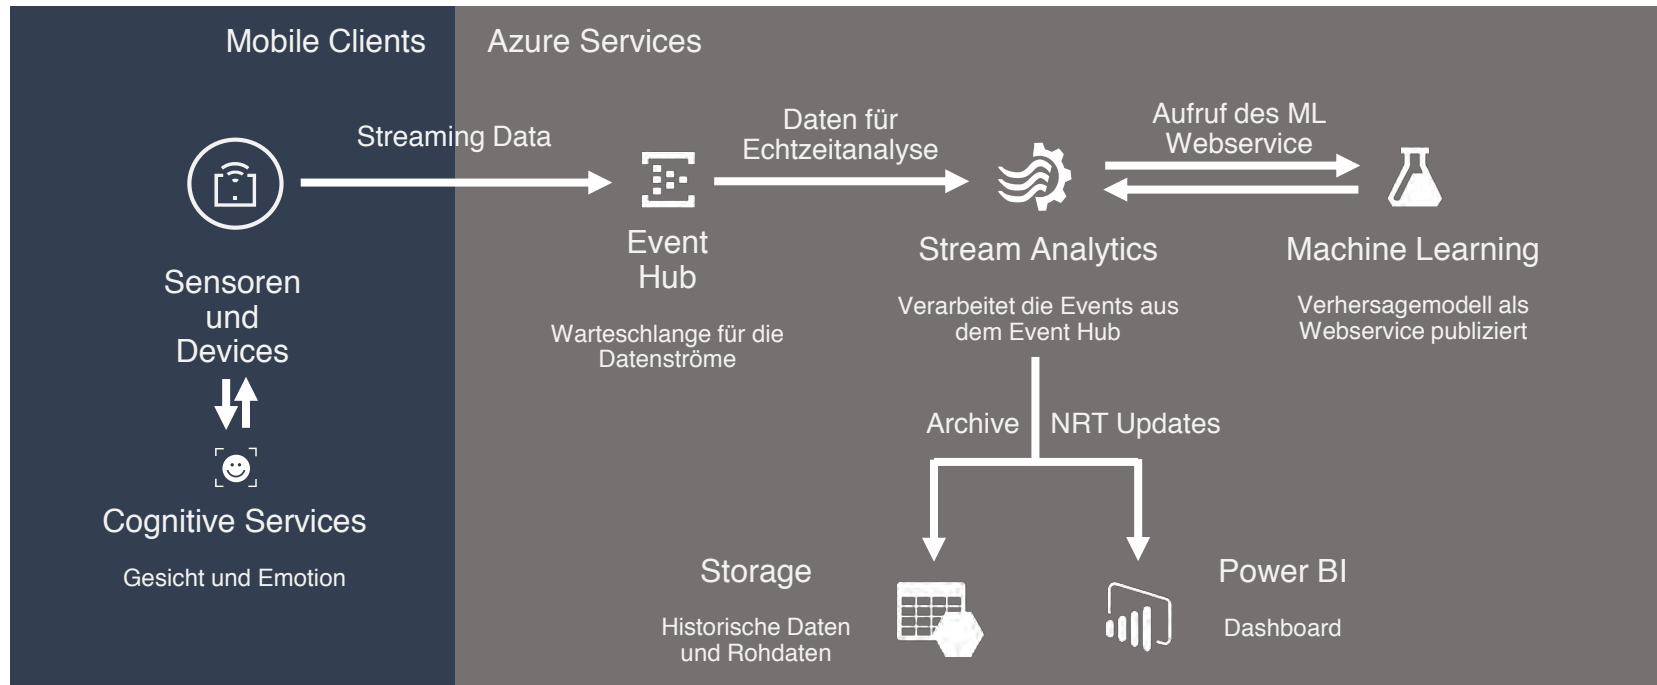 Mobile Clients
Azure Services
Streaming Data
Daten für
Echtzeitanalyse
Aufruf des ML
Webservice
Sensoren
und
Devices
Event
Hub
Warteschlange für die
Datenströme
Stream Analytics
Verarbeitet die Events aus
dem Event Hub
Machine Learning
Verhersagemodell als
Webservice publiziert
Archive
NRT Updates
Cognitive Services
Gesicht und Emotion
Storage
Historische Daten
und Rohdaten
Power BI
Dashboard